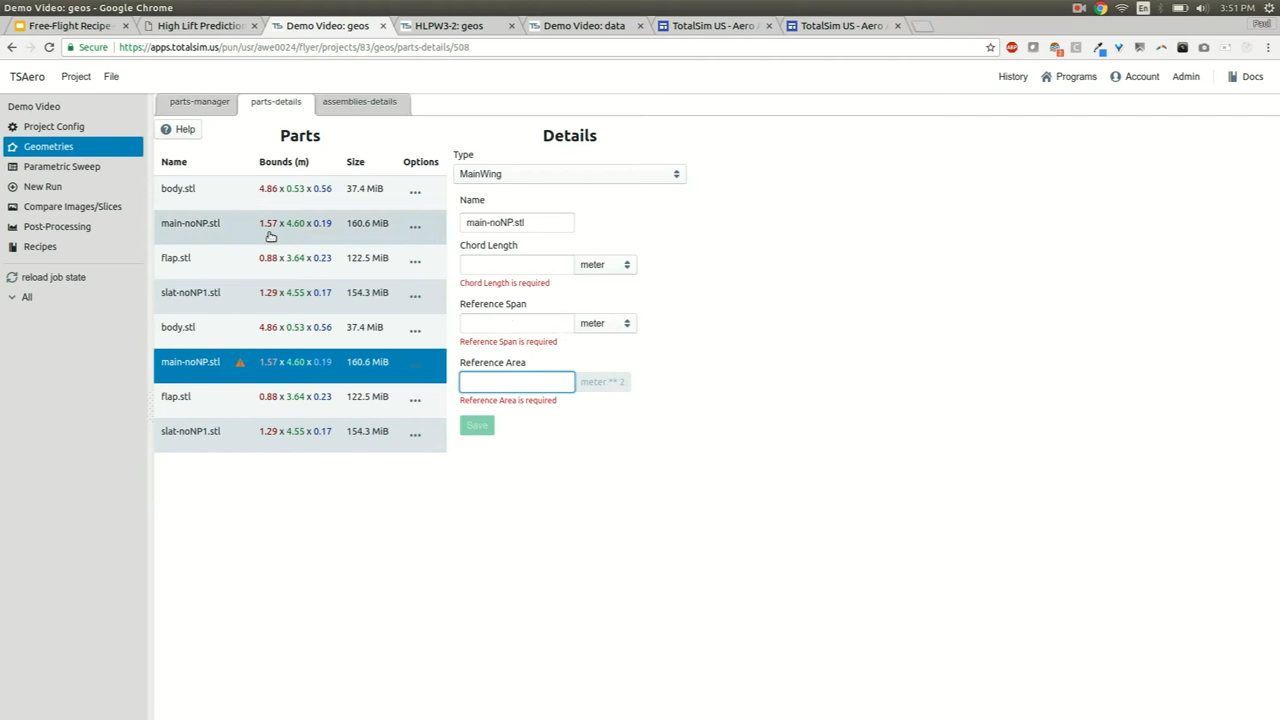 Demo Video: geos - Google Chrome
En 3:51 PM
Free-Flight Recipe
High Lift Prediction
TS Demo Video: geos
TS HLPW3-2: geos
TS Demo Video: data
TotalSim US - Aero A
TotalSim US - Aero A
Paul
Secure https://apps.totalsim.us/pun/usr/awe0024/flyer/projects/83/geos/parts-details/508
TSAero Project File History Programs Account Admin Docs
Demo Video
Project Config
Geometries
Parametric Sweep
New Run
Compare Images/Slices
Post-Processing
Recipes
reload job state
All
parts-manager parts-details assemblies-details
Help
Parts
Name Bounds (m) Size Options
body.stl 4.86 x 0.53 x 0.56 37.4 MiB ...
main-noNP.stl 1.57 x 4.60 x 0.19 160.6 MiB ...
flap.stl 0.88 x 3.64 x 0.23 122.5 MiB ...
slat-noNP1.stl 1.29 x 4.55 x 0.17 154.3 MiB ...
body.stl 4.86 x 0.53 x 0.56 37.4 MiB ...
main-noNP.stl 1.57 x 4.60 x 0.19 160.6 MiB ...
flap.stl 0.88 x 3.64 x 0.23 122.5 MiB ...
slat-noNP1.stl 1.29 x 4.55 x 0.17 154.3 MiB ...
Details
Type
MainWing
Name
main-noNP.stl
Chord Length
meter
Chord Length is required
Reference Span
meter
Reference Span is required
Reference Area
meter ** 2
Reference Area is required
Save